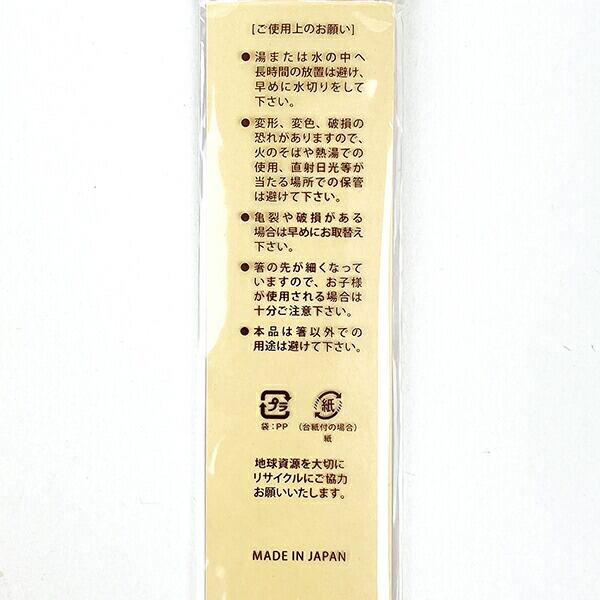 ［ご使用上のお願い］
●湯または水の中へ
長時間の放置は避け、
早めに水切りをして
下さい。
●変形、変色、破損の
恐れがありますので、
火のそばや熱湯での
使用、直射日光等が
当たる場所での保管
は避けて下さい。
●亀裂や破損がある
場合は早めにお取替え
下さい。
●箸の先が細くなって
いますので、お子様
が使用される場合は
十分ご注意下さい。
●本品は箸以外での
用途は避けて下さい。
プラ 紙
袋：PP （台紙付の場合）
紙
地球資源を大切に
リサイクルにご協力
お願いいたします。
MADE IN JAPAN